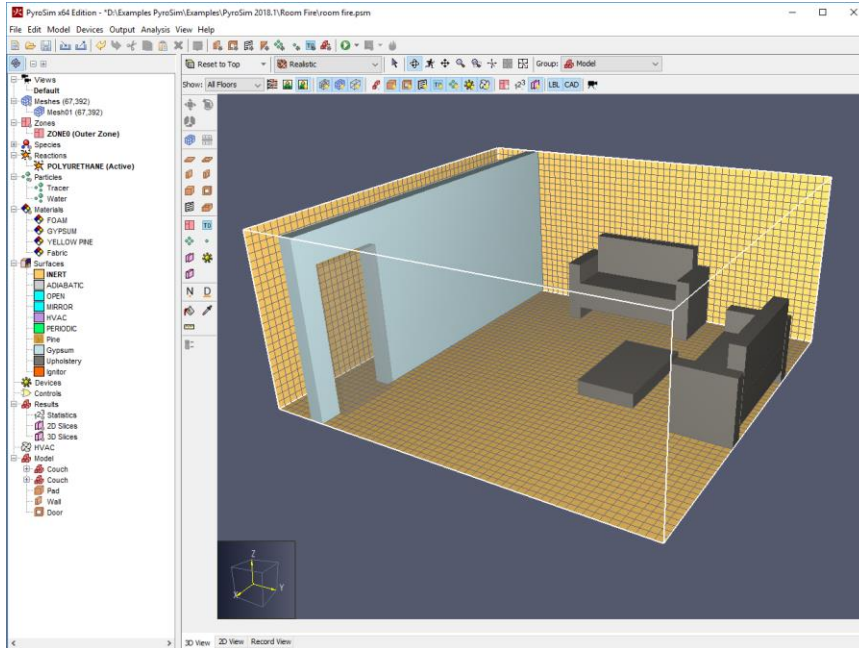 PyroSim x64 Edition - *D:\Examples PyroSim\Examples\PyroSim 2018.1\Room Fire\room fire.psm
File Edit Model Devices Output Analysis View Help
Reset to Top Realistic Group: Model
Show: All Floors LBL CAD
Views
Default
Meshes (67,392)
Mesh01 (67,392)
Zones
ZONE0 (Outer Zone)
Species
Reactions
POLYURETHANE (Active)
Particles
Tracer
Water
Materials
FOAM
GYPSUM
YELLOW PINE
Fabric
Surfaces
INERT
ADIABATIC
OPEN
MIRROR
HVAC
PERIODIC
Pine
Gypsum
Upholstery
Ignitor
Devices
Controls
Results
Statistics
2D Slices
3D Slices
HVAC
Model
Couch
Couch
Pad
Wall
Door
N D
Z
X Y
3D View 2D View Record View